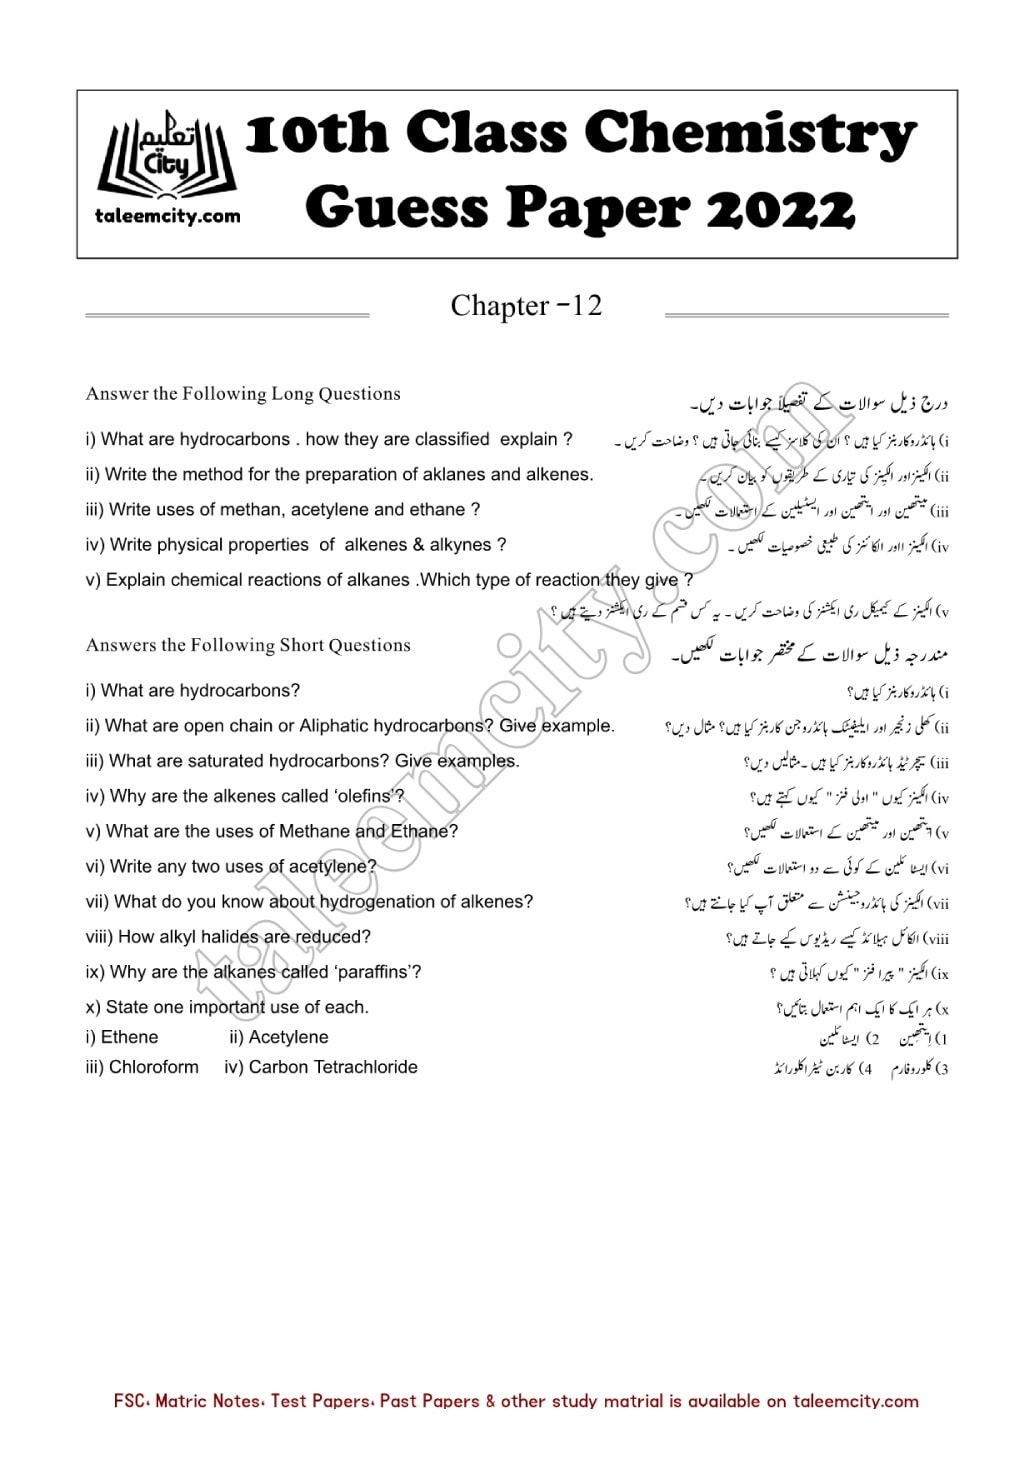 تعلیم
City
taleemcity.com
10th Class Chemistry
Guess Paper 2022
Chapter -12
Answer the Following Long Questions
درج ذیل سوالات کے تفصیلاً جوابات دیں۔
i) What are hydrocarbons . how they are classified explain ?
i) ہائڈروکاربنز کیا ہیں ؟ ان کی کلاسز کیسے بنائی جاتی ہیں ؟ وضاحت کریں ۔
ii) Write the method for the preparation of aklanes and alkenes.
ii) الکینز اور الکینز کی تیاری کے طریقوں کو بیان کریں ۔
iii) Write uses of methan, acetylene and ethane ?
iii) میتھین اور ایتھین اور ایسٹیلین کے استعمالات لکھیں ۔
iv) Write physical properties of alkenes & alkynes ?
iv) الکینز ااور الکائنز کی طبیعی خصوصیات لکھیں ۔
v) Explain chemical reactions of alkanes .Which type of reaction they give ?
v) الکینز کے کیمیکل ری ایکشنز کی وضاحت کریں ۔ یہ کس قسم کے ری ایکشنز دیتے ہیں ؟
Answers the Following Short Questions
مندرجہ ذیل سوالات کے مختصر جوابات لکھیں۔
i) What are hydrocarbons?
i) ہائڈروکاربنز کیا ہیں؟
ii) What are open chain or Aliphatic hydrocarbons? Give example.
ii) کھلی زنجیر اور ایلیفیٹک ہائڈروجن کاربنز کیا ہیں؟ مثال دیں؟
iii) What are saturated hydrocarbons? Give examples.
iii) سیچرٹیڈ ہائڈروکاربنز کیا ہیں ۔مثالیں دیں؟
iv) Why are the alkenes called ‘olefins’?
iv) الکینز کیوں " اولی فنز " کیوں کہتے ہیں؟
v) What are the uses of Methane and Ethane?
v) ایتھین اور میتھین کے استعمالات لکھیں؟
vi) Write any two uses of acetylene?
vi) ایسٹا ئلین کے کوئی سے دو استعمالات لکھیں؟
vii) What do you know about hydrogenation of alkenes?
vii) الکینز کی ہائڈروجینشن سے متعلق آپ کیا جانتے ہیں؟
viii) How alkyl halides are reduced?
viii) الکائل ہیلائڈ کیسے ریڈیوس کیے جاتے ہیں؟
ix) Why are the alkanes called ‘paraffins’?
ix) الکینز " پیرا فنز " کیوں کہلاتی ہیں ؟
x) State one important use of each.
x) ہر ایک کا ایک اہم استعمال بتائیں؟
i) Ethene ii) Acetylene
1) اِیتھِین 2) ایسٹائلین
iii) Chloroform iv) Carbon Tetrachloride
3) کلوروفارم 4) کاربن ٹیٹراکلورائڈ
taleemcity.com
FSC، Matric Notes، Test Papers، Past Papers & other study matrial is available on taleemcity.com